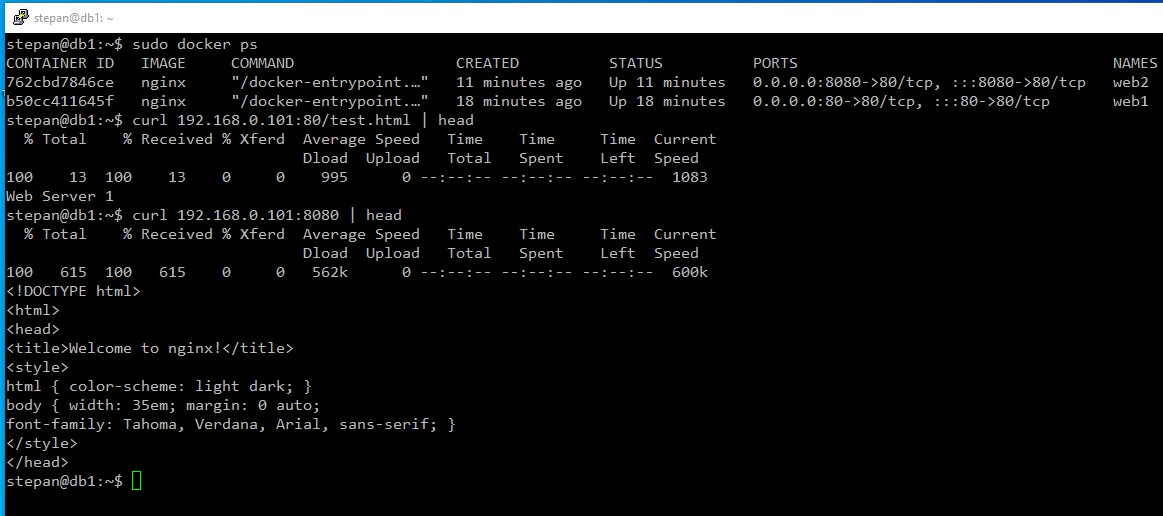 stepan@db1: ~
stepan@db1:~$ sudo docker ps
CONTAINER ID   IMAGE     COMMAND                  CREATED          STATUS          PORTS                                   NAMES
762cbd7846ce   nginx     "/docker-entrypoint.…"   11 minutes ago   Up 11 minutes   0.0.0.0:8080->80/tcp, :::8080->80/tcp   web2
b50cc411645f   nginx     "/docker-entrypoint.…"   18 minutes ago   Up 18 minutes   0.0.0.0:80->80/tcp, :::80->80/tcp       web1
stepan@db1:~$ curl 192.168.0.101:80/test.html | head
  % Total    % Received % Xferd  Average Speed   Time    Time     Time  Current
                                 Dload  Upload   Total   Spent    Left  Speed
100    13  100    13    0     0    995      0 --:--:-- --:--:-- --:--:--  1083
Web Server 1
stepan@db1:~$ curl 192.168.0.101:8080 | head
  % Total    % Received % Xferd  Average Speed   Time    Time     Time  Current
                                 Dload  Upload   Total   Spent    Left  Speed
100   615  100   615    0     0   562k      0 --:--:-- --:--:-- --:--:--  600k
<!DOCTYPE html>
<html>
<head>
<title>Welcome to nginx!</title>
<style>
html { color-scheme: light dark; }
body { width: 35em; margin: 0 auto;
font-family: Tahoma, Verdana, Arial, sans-serif; }
</style>
</head>
stepan@db1:~$